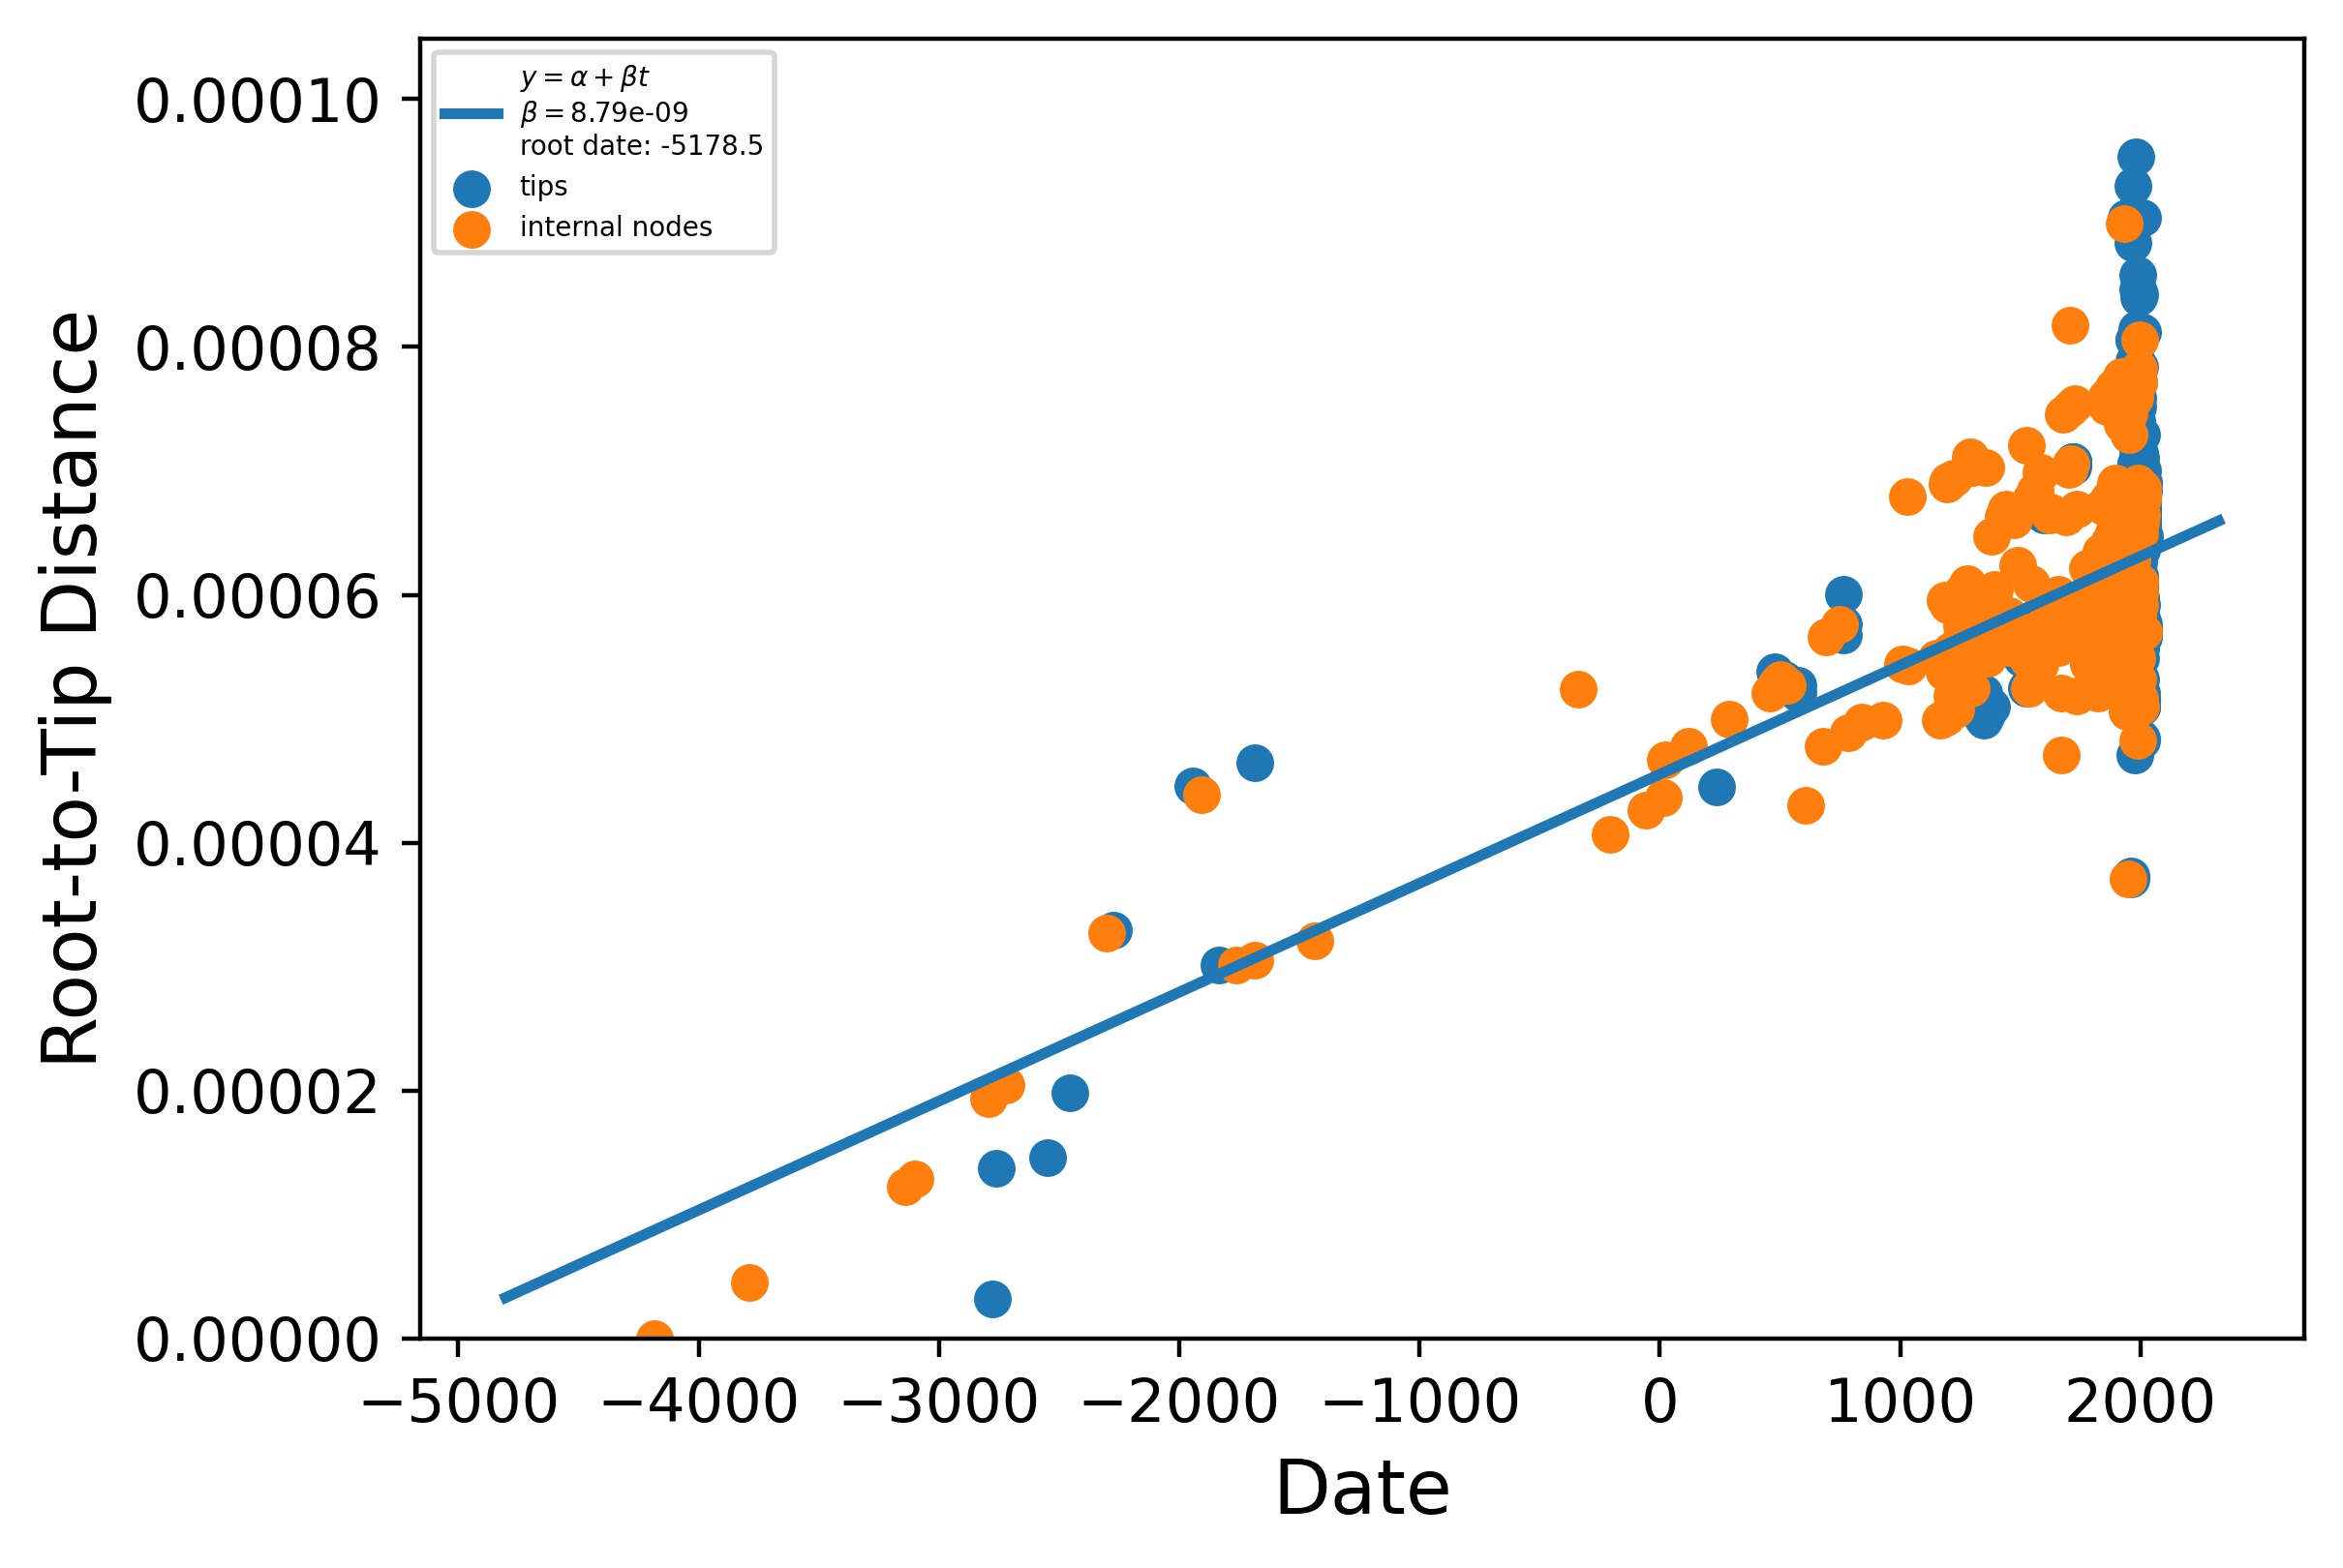 y = α + βt
β = 8.79e-09
root date: -5178.5
tips
internal nodes
Root-to-Tip Distance
0.00010
0.00008
0.00006
0.00004
0.00002
0.00000
−5000 −4000 −3000 −2000 −1000 0 1000 2000
Date